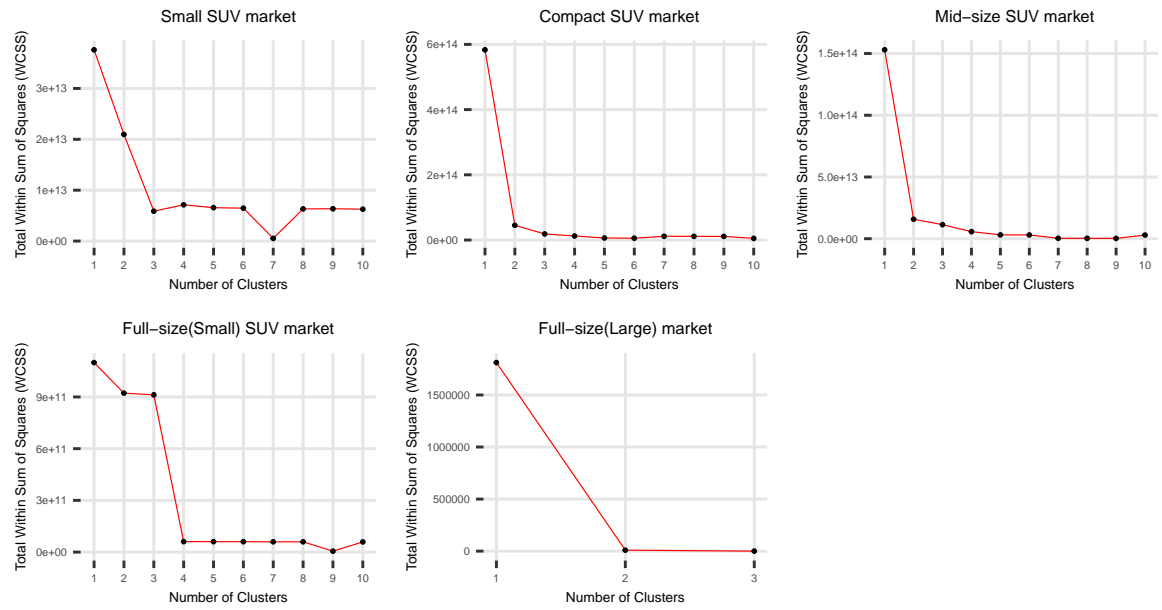 Small SUV market
Total Within Sum of Squares (WCSS)
3e+13
2e+13
1e+13
0e+00
1 2 3 4 5 6 7 8 9 10
Number of Clusters
Compact SUV market
Total Within Sum of Squares (WCSS)
6e+14
4e+14
2e+14
0e+00
1 2 3 4 5 6 7 8 9 10
Number of Clusters
Mid−size SUV market
Total Within Sum of Squares (WCSS)
1.5e+14
1.0e+14
5.0e+13
0.0e+00
1 2 3 4 5 6 7 8 9 10
Number of Clusters
Full−size(Small) SUV market
Total Within Sum of Squares (WCSS)
9e+11
6e+11
3e+11
0e+00
1 2 3 4 5 6 7 8 9 10
Number of Clusters
Full−size(Large) market
Total Within Sum of Squares (WCSS)
1500000
1000000
500000
0
1 2 3
Number of Clusters